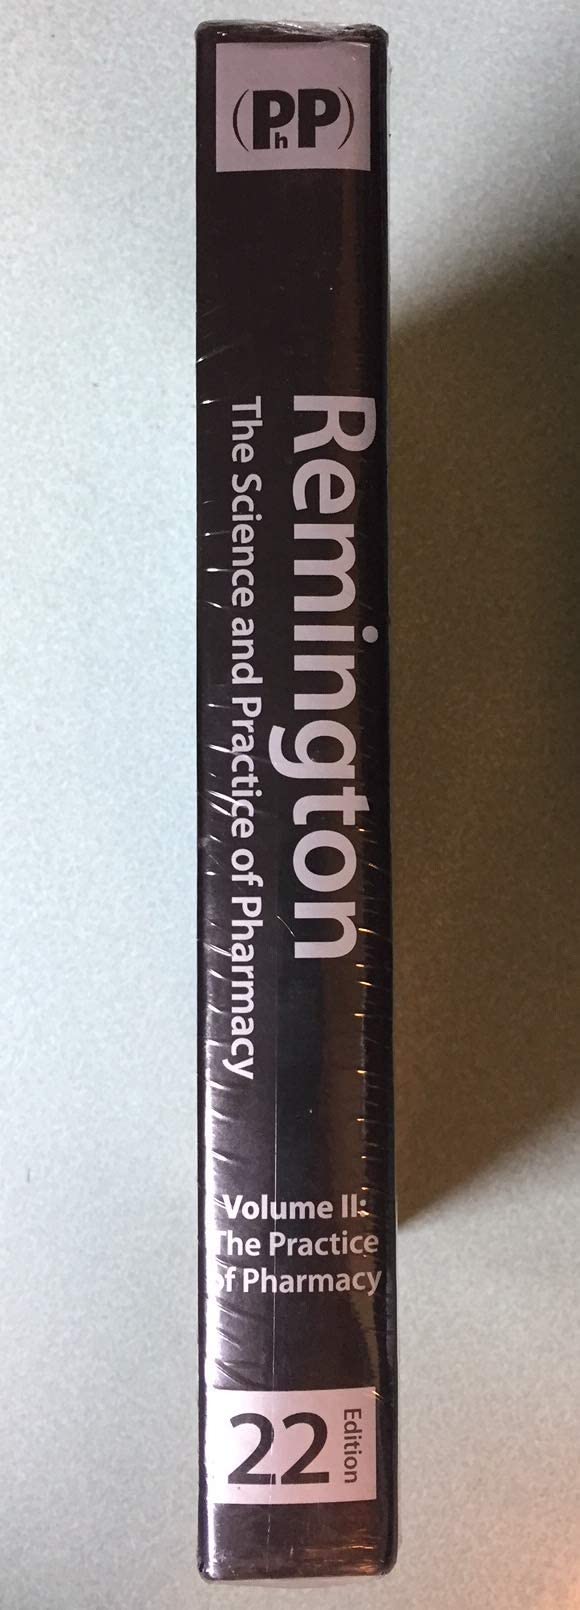 (PhP)
Remington
The Science and Practice of Pharmacy
Volume II:
The Practice
of Pharmacy
22
Edition